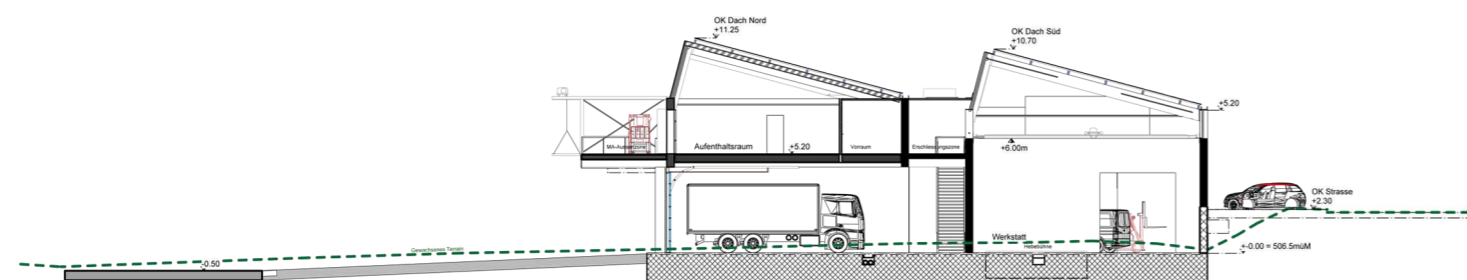 OK Dach Nord
+11.25
OK Dach Süd
+10.70
+5.20
MA-Aussenzone
Aufenthaltsraum
+5.20
Vorraum
Erschliessungszone
+6.00m
OK Strasse
+2.30
Werkstatt
Hebebühne
+-0.00 = 506.5müM
Gewachsenes Terrain
-0.50